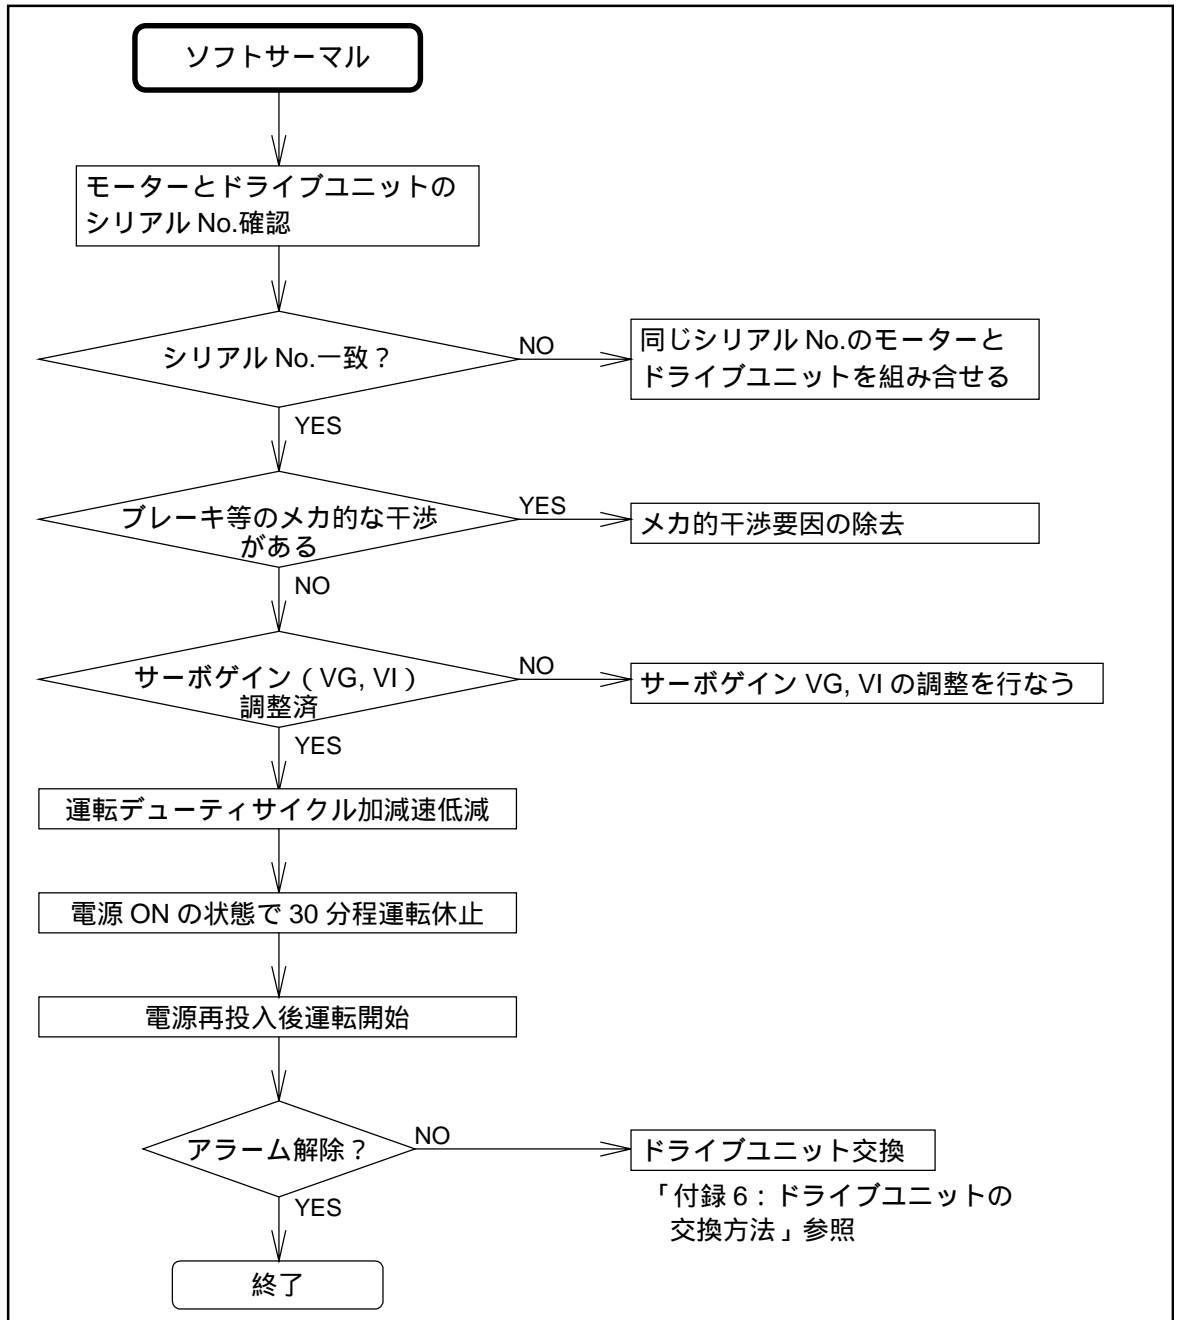 ソフトサーマル
モーターとドライブユニットの
シリアル No.確認
シリアル No.一致？
NO
同じシリアル No.のモーターと
ドライブユニットを組み合せる
YES
ブレーキ等のメカ的な干渉
がある
YES
メカ的干渉要因の除去
NO
サーボゲイン（VG, VI）
調整済
NO
サーボゲイン VG, VI の調整を行なう
YES
運転デューティサイクル加減速低減
電源 ON の状態で 30 分程運転休止
電源再投入後運転開始
アラーム解除？
NO
ドライブユニット交換
「付録 6：ドライブユニットの
交換方法」参照
YES
終了